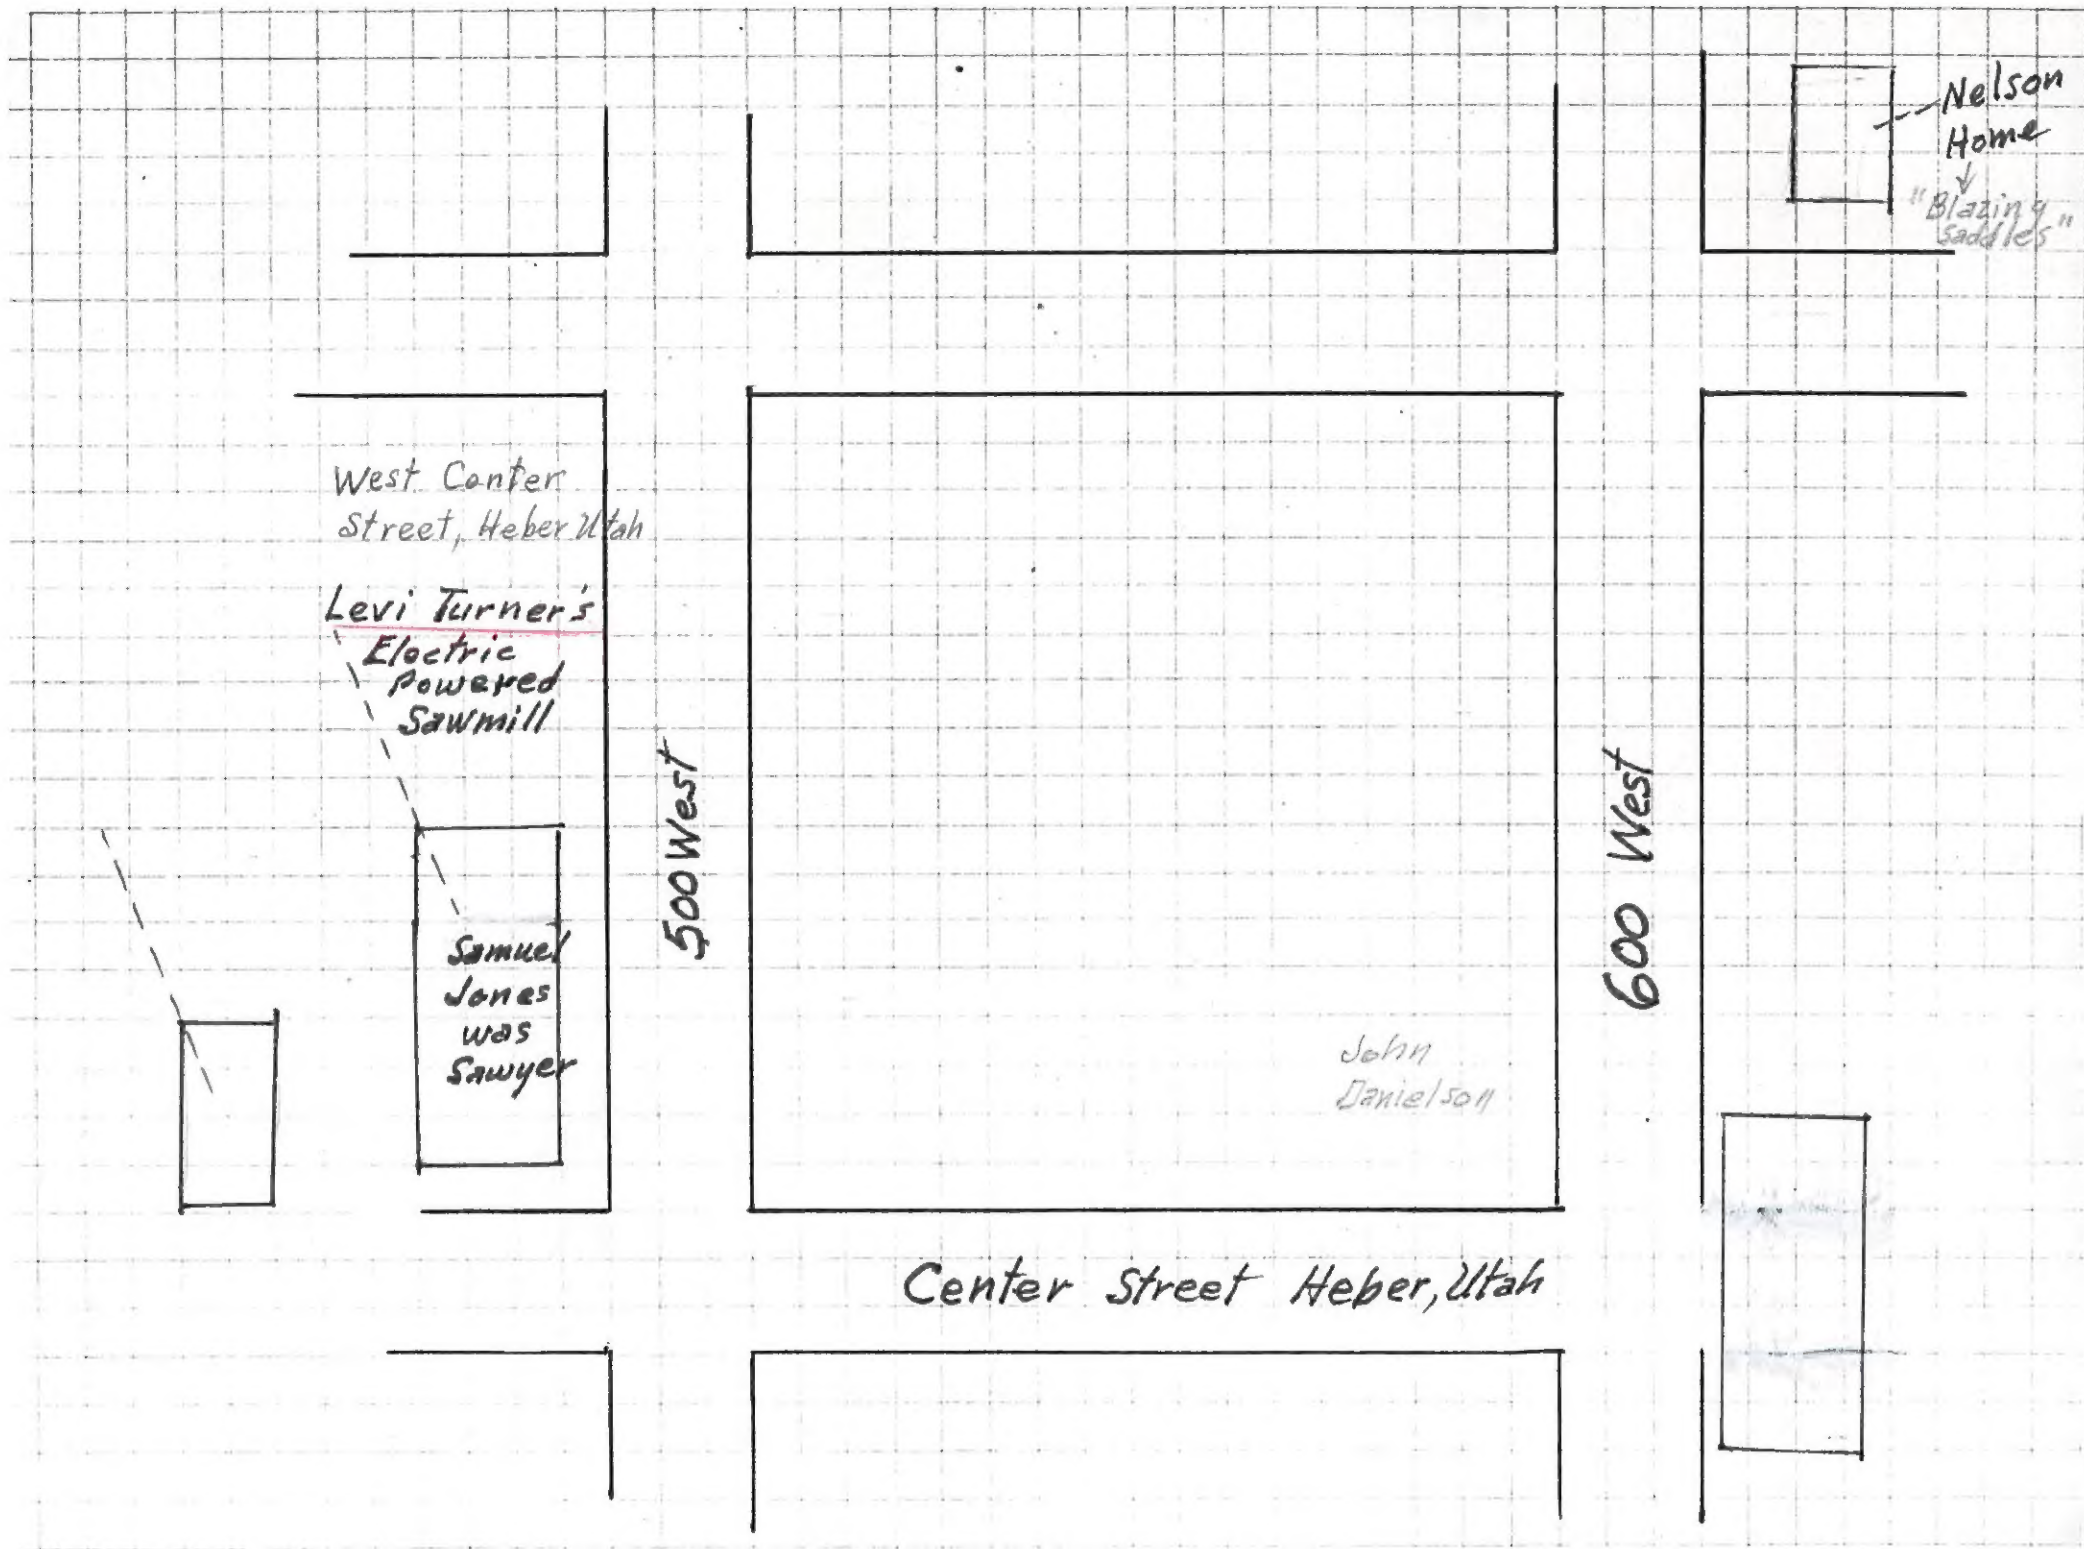 Nelson
Home
"Blazing
Saddles"
West Center
Street, Heber Utah
Levi Turner's
Electric
Powered
Sawmill
500 West
600 West
Samuel
Jones
was
Sawyer
John
Danielson
Center Street Heber, Utah